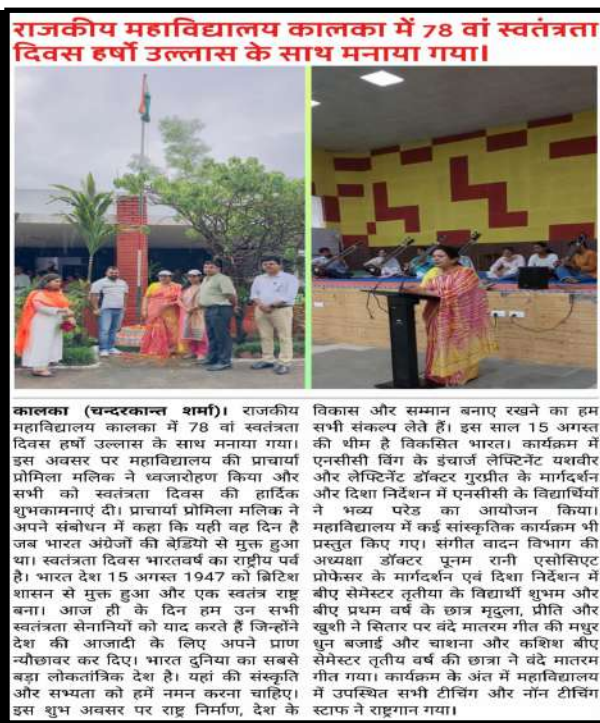 राजकीय महाविद्यालय कालका में 78 वां स्वतंत्रता
दिवस हर्षो उल्लास के साथ मनाया गया।
कालका (चन्दरकान्त शर्मा)। राजकीय
महाविद्यालय कालका में 78 वां स्वतंत्रता
दिवस हर्षो उल्लास के साथ मनाया गया।
इस अवसर पर महाविद्यालय की प्राचार्या
प्रोमिला मलिक ने ध्वजारोहण किया और
सभी को स्वतंत्रता दिवस की हार्दिक
शुभकामनाएं दी। प्राचार्या प्रोमिला मलिक ने
अपने संबोधन में कहा कि यही वह दिन है
जब भारत अंग्रेजों की बेडियो से मुक्त हुआ
था। स्वतंत्रता दिवस भारतवर्ष का राष्ट्रीय पर्व
है। भारत देश 15 अगस्त 1947 को ब्रिटिश
शासन से मुक्त हुआ और एक स्वतंत्र राष्ट्र
बना। आज ही के दिन हम उन सभी
स्वतंत्रता सेनानियों को याद करते हैं जिन्होंने
देश की आजादी के लिए अपने प्राण
न्यौछावर कर दिए। भारत दुनिया का सबसे
बड़ा लोकतांत्रिक देश है। यहां की संस्कृति
और सभ्यता को हमें नमन करना चाहिए।
इस शुभ अवसर पर राष्ट्र निर्माण, देश के
विकास और सम्मान बनाए रखने का हम
सभी संकल्प लेते हैं। इस साल 15 अगस्त
की थीम है विकसित भारत। कार्यक्रम में
एनसीसी विंग के इंचार्ज लेफ्टिनेंट यशवीर
और लेफ्टिनेंट डॉक्टर गुरप्रीत के मार्गदर्शन
और दिशा निर्देशन में एनसीसी के विद्यार्थियों
ने भव्य परेड का आयोजन किया।
महाविद्यालय में कई सांस्कृतिक कार्यक्रम भी
प्रस्तुत किए गए। संगीत वादन विभाग की
अध्यक्षा डॉक्टर पूनम रानी एसोसिएट
प्रोफेसर के मार्गदर्शन एवं दिशा निर्देशन में
बीए सेमेस्टर तृतीया के विद्यार्थी शुभम और
बीए प्रथम वर्ष के छात्र मृदुला, प्रीति और
खुशी ने सितार पर वंदे मातरम गीत की मधुर
धुन बजाई और चाशना और कशिश बीए
सेमेस्टर तृतीय वर्ष की छात्रा ने वंदे मातरम
गीत गया। कार्यक्रम के अंत में महाविद्यालय
में उपस्थित सभी टीचिंग और नॉन टीचिंग
स्टाफ ने राष्ट्रगान गया।